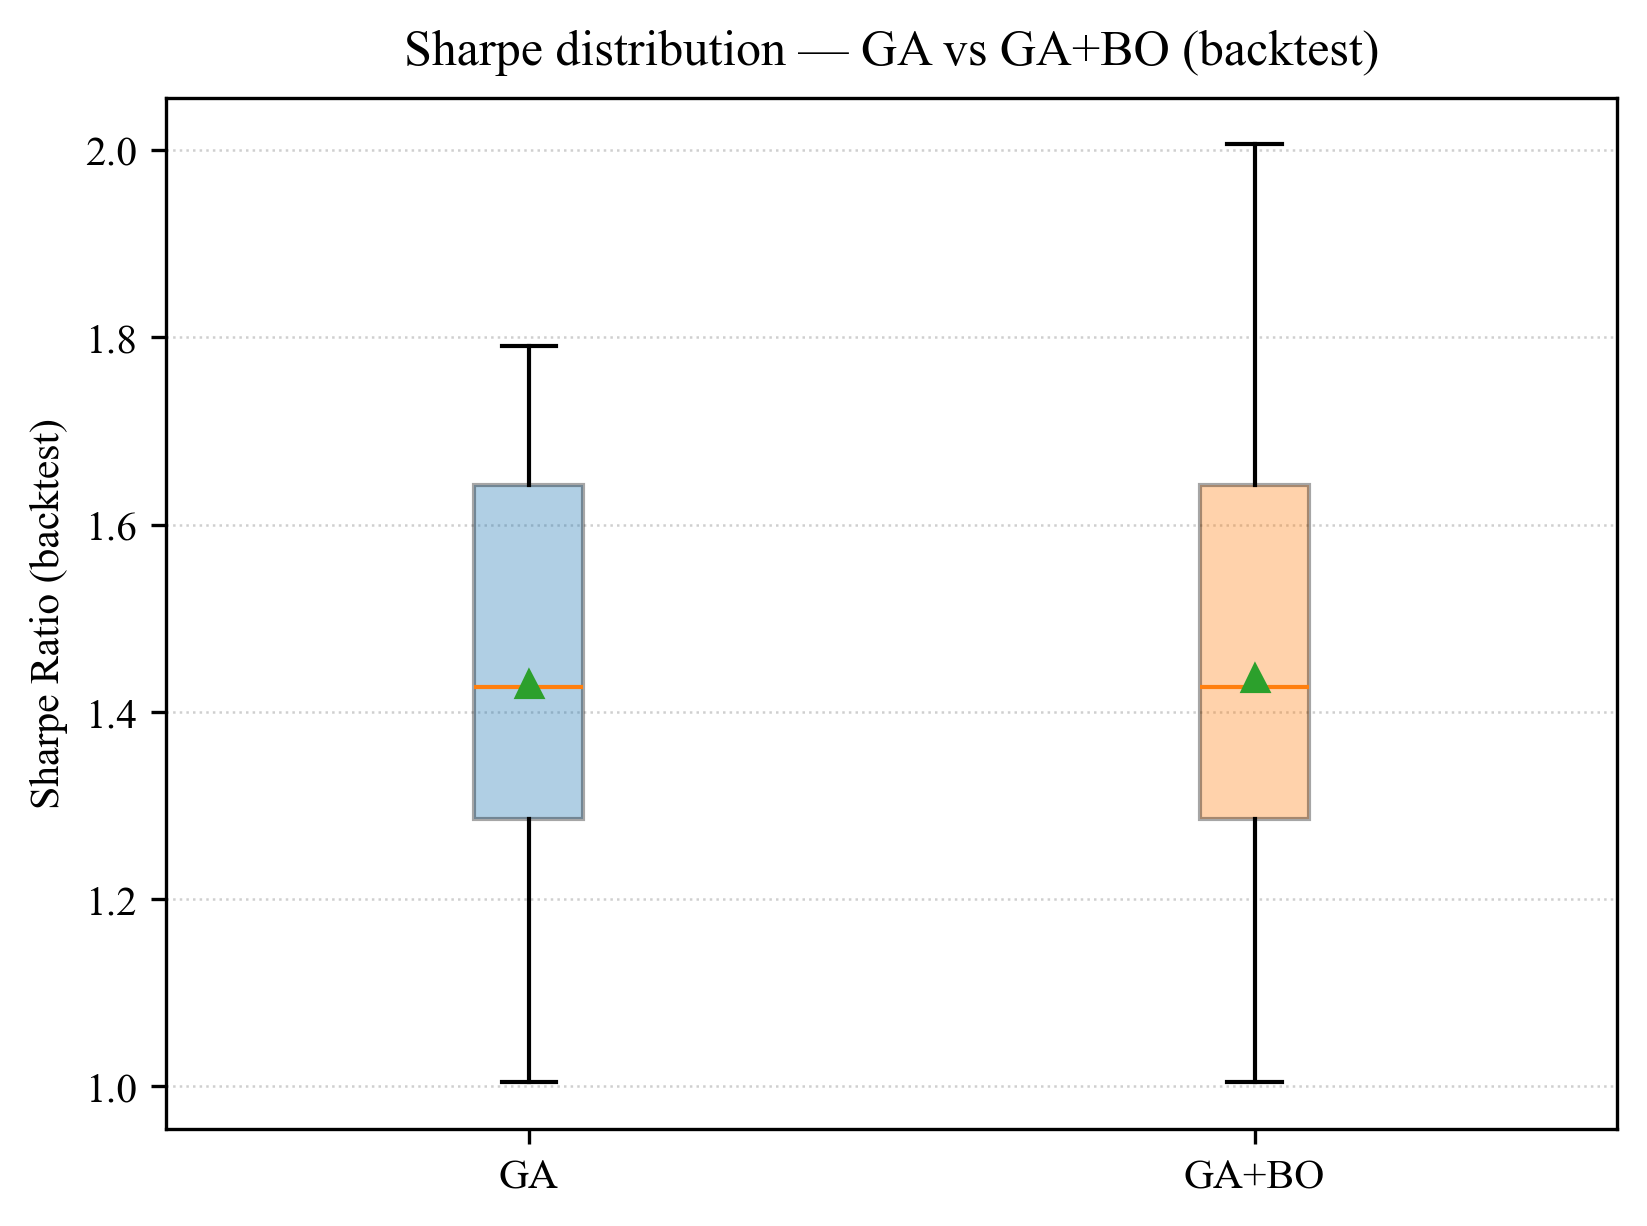 Sharpe distribution — GA vs GA+BO (backtest)
Sharpe Ratio (backtest)
2.0
1.8
1.6
1.4
1.2
1.0
GA
GA+BO